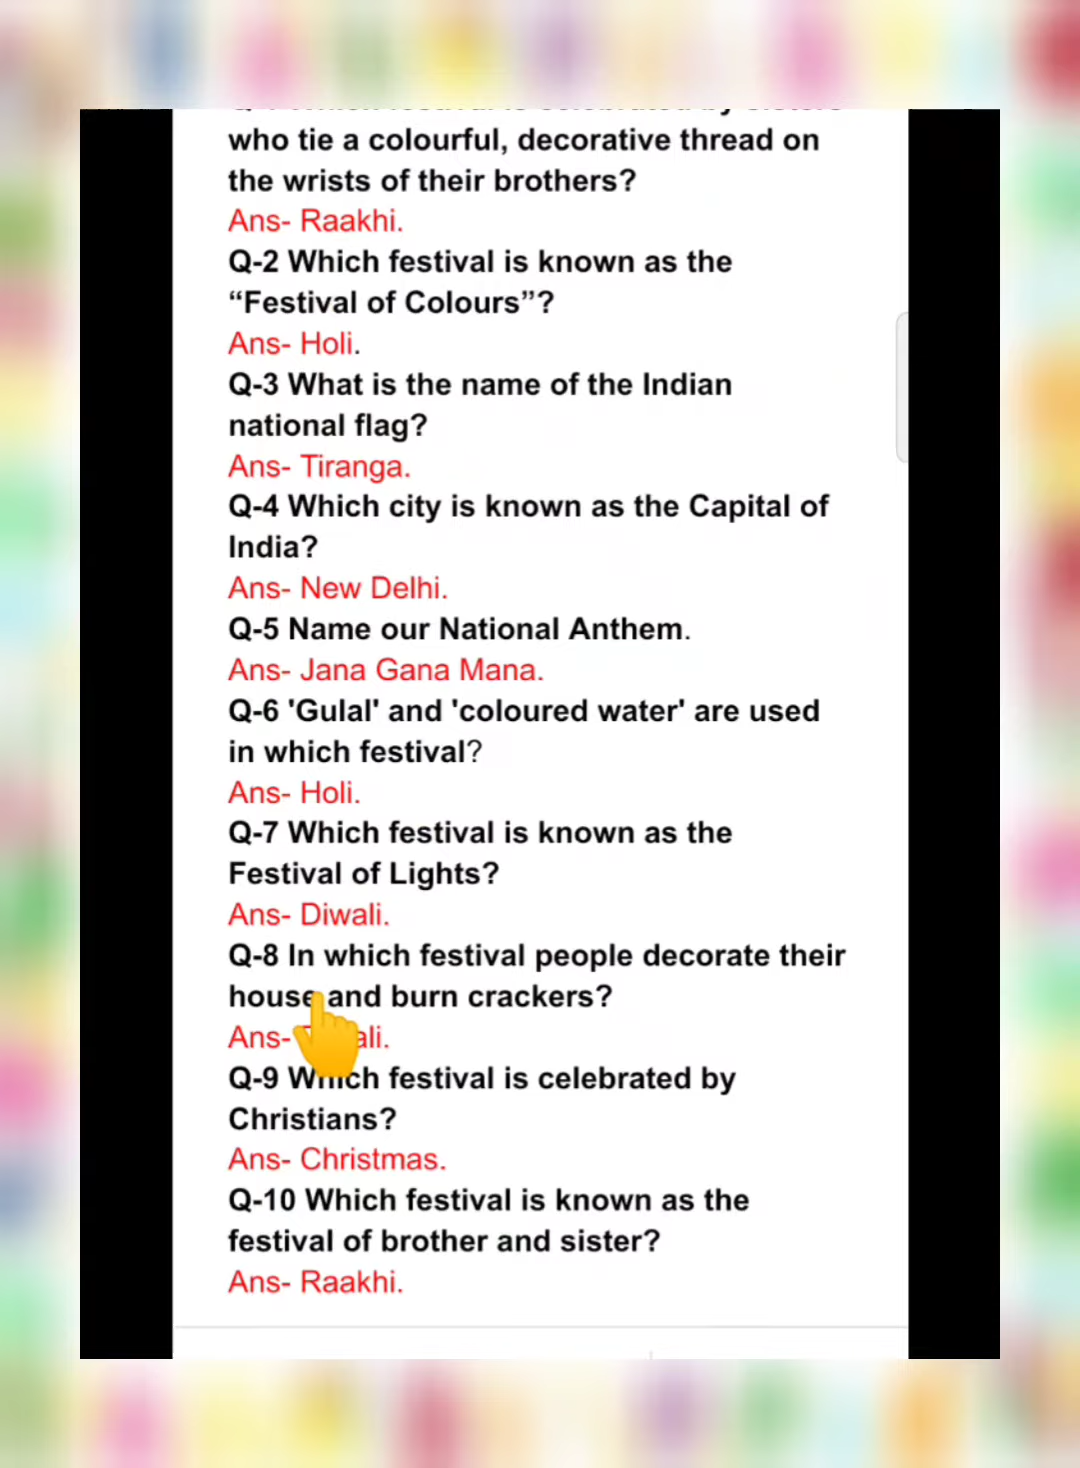 who tie a colourful, decorative thread on
the wrists of their brothers?
Ans- Raakhi.
Q-2 Which festival is known as the
“Festival of Colours”?
Ans- Holi.
Q-3 What is the name of the Indian
national flag?
Ans- Tiranga.
Q-4 Which city is known as the Capital of
India?
Ans- New Delhi.
Q-5 Name our National Anthem.
Ans- Jana Gana Mana.
Q-6 'Gulal' and 'coloured water' are used
in which festival?
Ans- Holi.
Q-7 Which festival is known as the
Festival of Lights?
Ans- Diwali.
Q-8 In which festival people decorate their
house and burn crackers?
Ans-
Q-9 Which festival is celebrated by
Christians?
Ans- Christmas.
Q-10 Which festival is known as the
festival of brother and sister?
Ans- Raakhi.